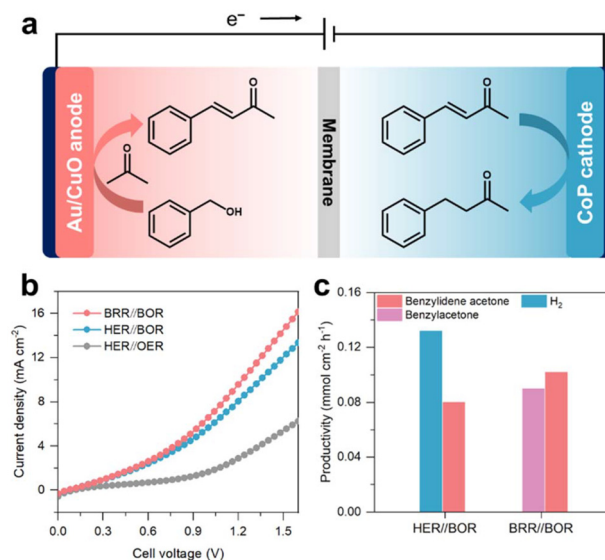 a
e⁻
Au/CuO anode
O
O
OH
Membrane
O
O
CoP cathode
b
Current density (mA cm⁻²)
16
12
8
4
0
BRR//BOR
HER//BOR
HER//OER
0.0 0.3 0.6 0.9 1.2 1.5
Cell voltage (V)
c
Productivity (mmol cm⁻² h⁻¹)
0.16
0.12
0.08
0.04
0.00
Benzylidene acetone
Benzylacetone
H₂
HER//BOR BRR//BOR